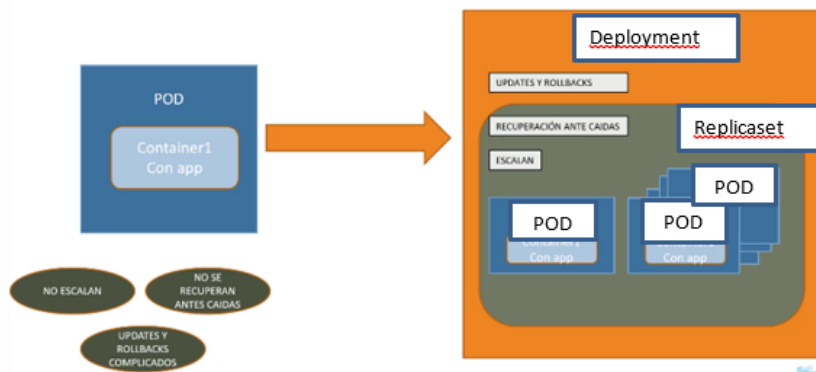 POD
Container1
Con app
NO ESCALAN
NO SE
RECUPERAN
ANTES CAIDAS
UPDATES Y
ROLLBACKS
COMPLICADOS
Deployment
UPDATES Y ROLLBACKS
Replicaset
RECUPERACIÓN ANTE CAIDAS
ESCALAN
POD
POD
POD
Container1
Con app
Con app